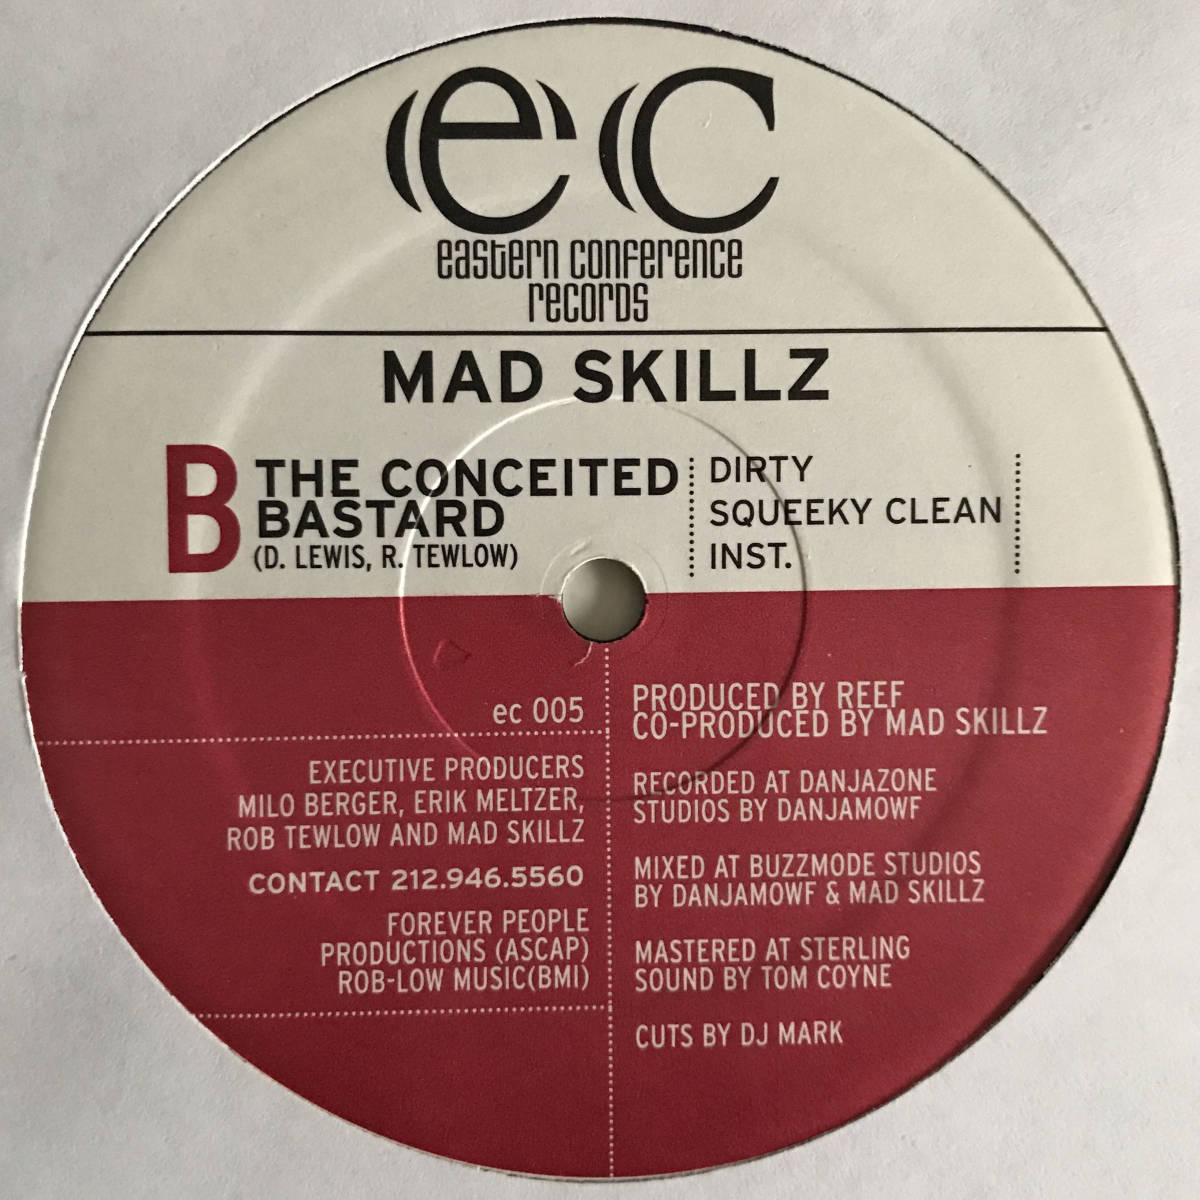 ec
eastern conference
records
MAD SKILLZ
B
THE CONCEITED
BASTARD
(D. LEWIS, R. TEWLOW)
DIRTY
SQUEEKY CLEAN
INST.
ec 005
EXECUTIVE PRODUCERS
MILO BERGER, ERIK MELTZER,
ROB TEWLOW AND MAD SKILLZ
CONTACT 212.946.5560
FOREVER PEOPLE
PRODUCTIONS (ASCAP)
ROB-LOW MUSIC(BMI)
PRODUCED BY REEF
CO-PRODUCED BY MAD SKILLZ
RECORDED AT DANJAZONE
STUDIOS BY DANJAMOWF
MIXED AT BUZZMODE STUDIOS
BY DANJAMOWF & MAD SKILLZ
MASTERED AT STERLING
SOUND BY TOM COYNE
CUTS BY DJ MARK